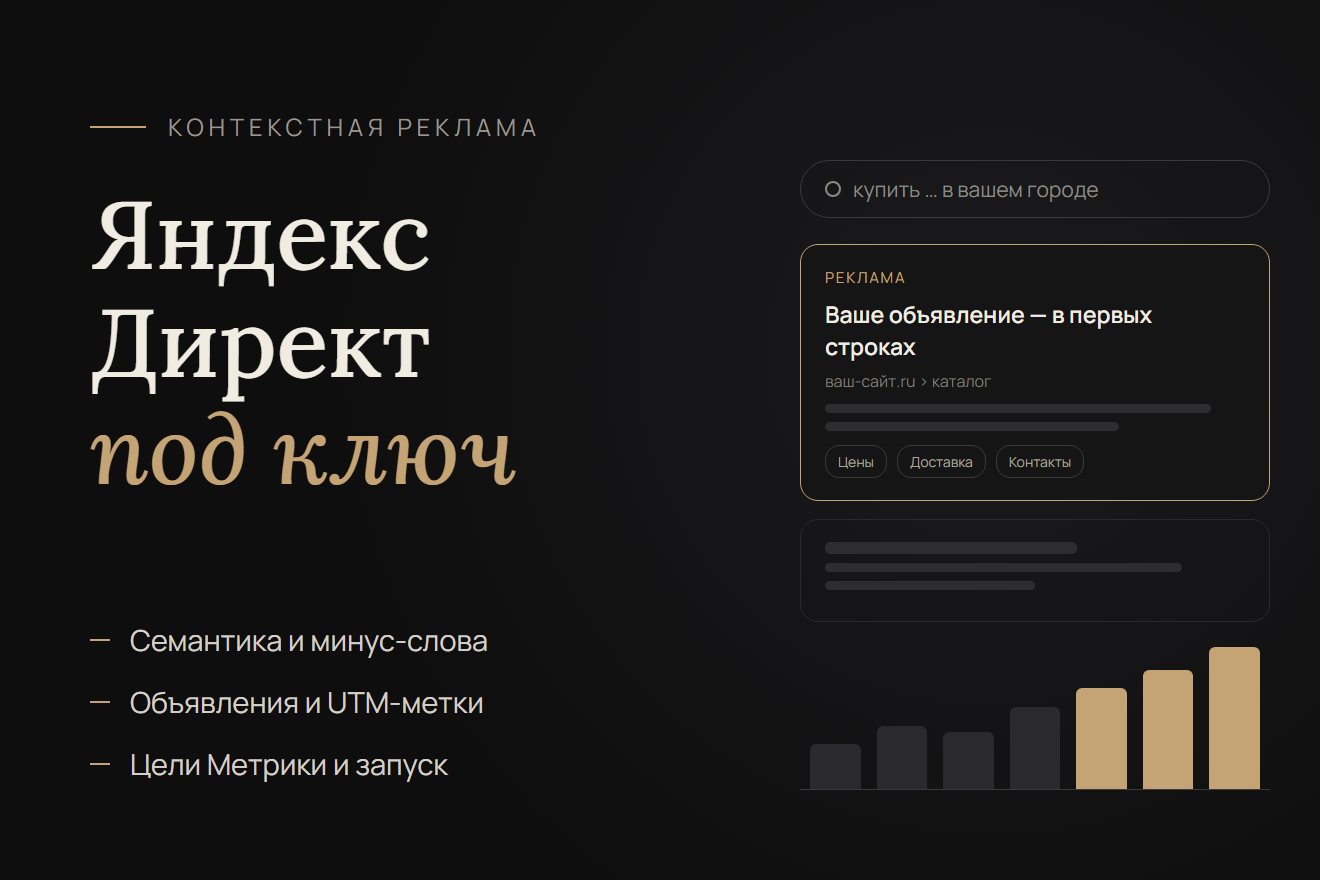 КОНТЕКСТНАЯ РЕКЛАМА
Яндекс
Директ
под ключ
Семантика и минус-слова
Объявления и UTM-метки
Цели Метрики и запуск
купить ... в вашем городе
РЕКЛАМА
Ваше объявление — в первых
строках
ваш-сайт.ru › каталог
Цены Доставка Контакты